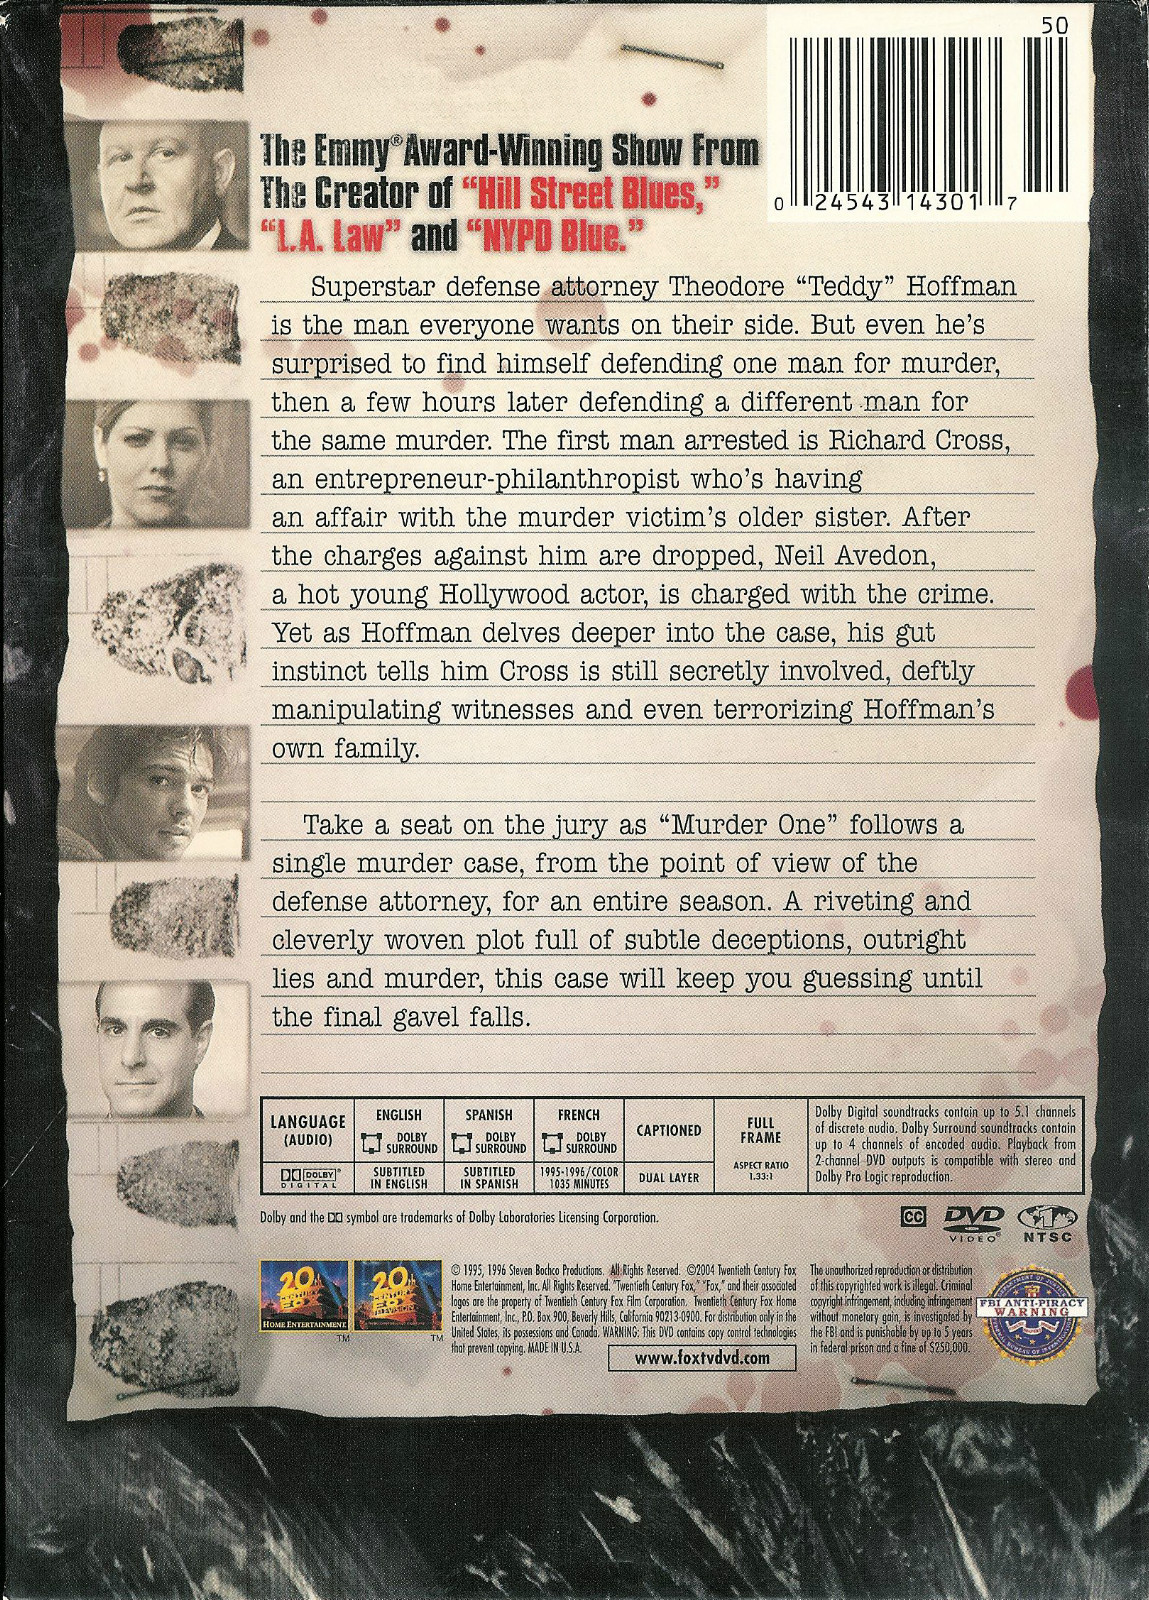 50
0 24543 14301 7
The Emmy® Award-Winning Show From
The Creator of “Hill Street Blues,”
“L.A. Law” and “NYPD Blue.”
Superstar defense attorney Theodore “Teddy” Hoffman
is the man everyone wants on their side. But even he’s
surprised to find himself defending one man for murder,
then a few hours later defending a different man for
the same murder. The first man arrested is Richard Cross,
an entrepreneur-philanthropist who’s having
an affair with the murder victim’s older sister. After
the charges against him are dropped, Neil Avedon,
a hot young Hollywood actor, is charged with the crime.
Yet as Hoffman delves deeper into the case, his gut
instinct tells him Cross is still secretly involved, deftly
manipulating witnesses and even terrorizing Hoffman’s
own family.
Take a seat on the jury as “Murder One” follows a
single murder case, from the point of view of the
defense attorney, for an entire season. A riveting and
cleverly woven plot full of subtle deceptions, outright
lies and murder, this case will keep you guessing until
the final gavel falls.
LANGUAGE
(AUDIO)
DOLBY®
DIGITAL
ENGLISH
DOLBY
SURROUND
SUBTITLED
IN ENGLISH
SPANISH
DOLBY
SURROUND
SUBTITLED
IN SPANISH
FRENCH
DOLBY
SURROUND
1995-1996/COLOR
1035 MINUTES
CAPTIONED
DUAL LAYER
FULL
FRAME
ASPECT RATIO
1.33:1
Dolby Digital soundtracks contain up to 5.1 channels
of discrete audio. Dolby Surround soundtracks contain
up to 4 channels of encoded audio. Playback from
2-channel DVD outputs is compatible with stereo and
Dolby Pro Logic reproduction.
Dolby and the DD symbol are trademarks of Dolby Laboratories Licensing Corporation.
CC
DVD
VIDEO®
1
NTSC
20th
CENTURY
FOX
HOME ENTERTAINMENT
TM
20th
CENTURY
FOX
TELEVISION
TM
© 1995, 1996 Steven Bochco Productions. All Rights Reserved. ©2004 Twentieth Century Fox
Home Entertainment, Inc. All Rights Reserved. “Twentieth Century Fox,” “Fox,” and their associated
logos are the property of Twentieth Century Fox Film Corporation. Twentieth Century Fox Home
Entertainment, Inc., P.O. Box 900, Beverly Hills, California 90213-0900. For distribution only in the
United States, its possessions and Canada. WARNING: This DVD contains copy control technologies
that prevent copying. MADE IN U.S.A.
www.foxtvdvd.com
The unauthorized reproduction or distribution
of this copyrighted work is illegal. Criminal
copyright infringement, including infringement
without monetary gain, is investigated by
the FBI and is punishable by up to 5 years
in federal prison and a fine of $250,000.
FBI ANTI-PIRACY
WARNING